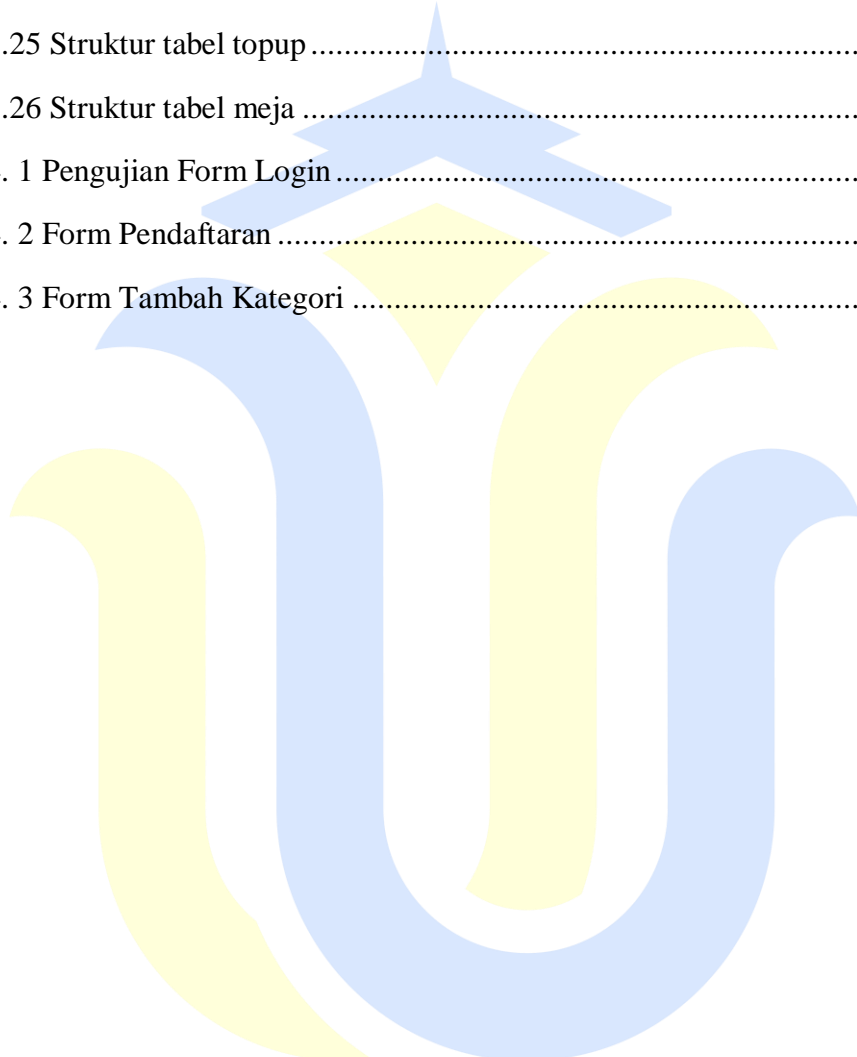 .25 Struktur tabel topup ........................................................................
.26 Struktur tabel meja .........................................................................
. 1 Pengujian Form Login .....................................................................
. 2 Form Pendaftaran ............................................................................
. 3 Form Tambah Kategori ...................................................................